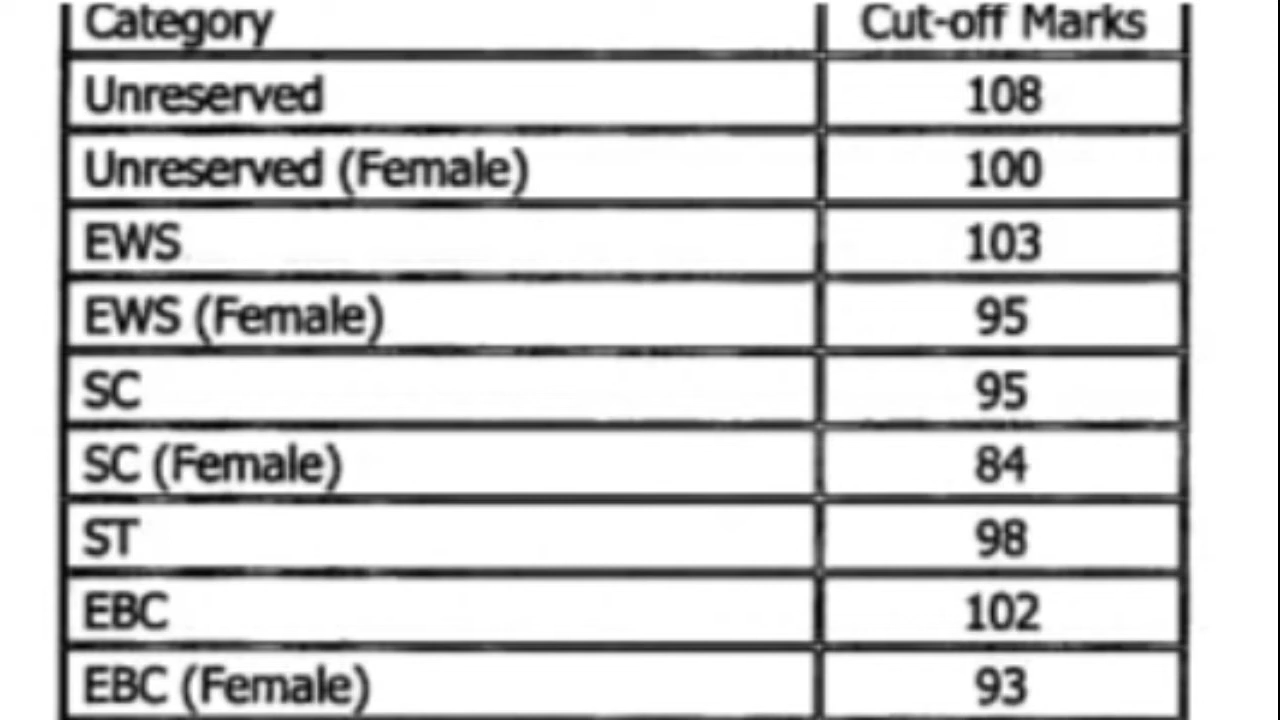 Category Cut-off Marks
Unreserved 108
Unreserved (Female) 100
EWS 103
EWS (Female) 95
SC 95
SC (Female) 84
ST 98
EBC 102
EBC (Female) 93